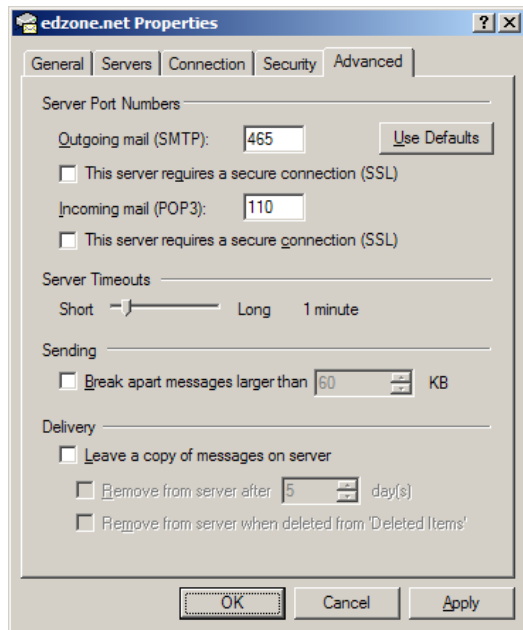 edzone.net Properties
General Servers Connection Security Advanced
Server Port Numbers
Outgoing mail (SMTP): 465 Use Defaults
This server requires a secure connection (SSL)
Incoming mail (POP3): 110
This server requires a secure connection (SSL)
Server Timeouts
Short Long 1 minute
Sending
Break apart messages larger than 60 KB
Delivery
Leave a copy of messages on server
Remove from server after 5 day(s)
Remove from server when deleted from 'Deleted Items'
OK Cancel Apply